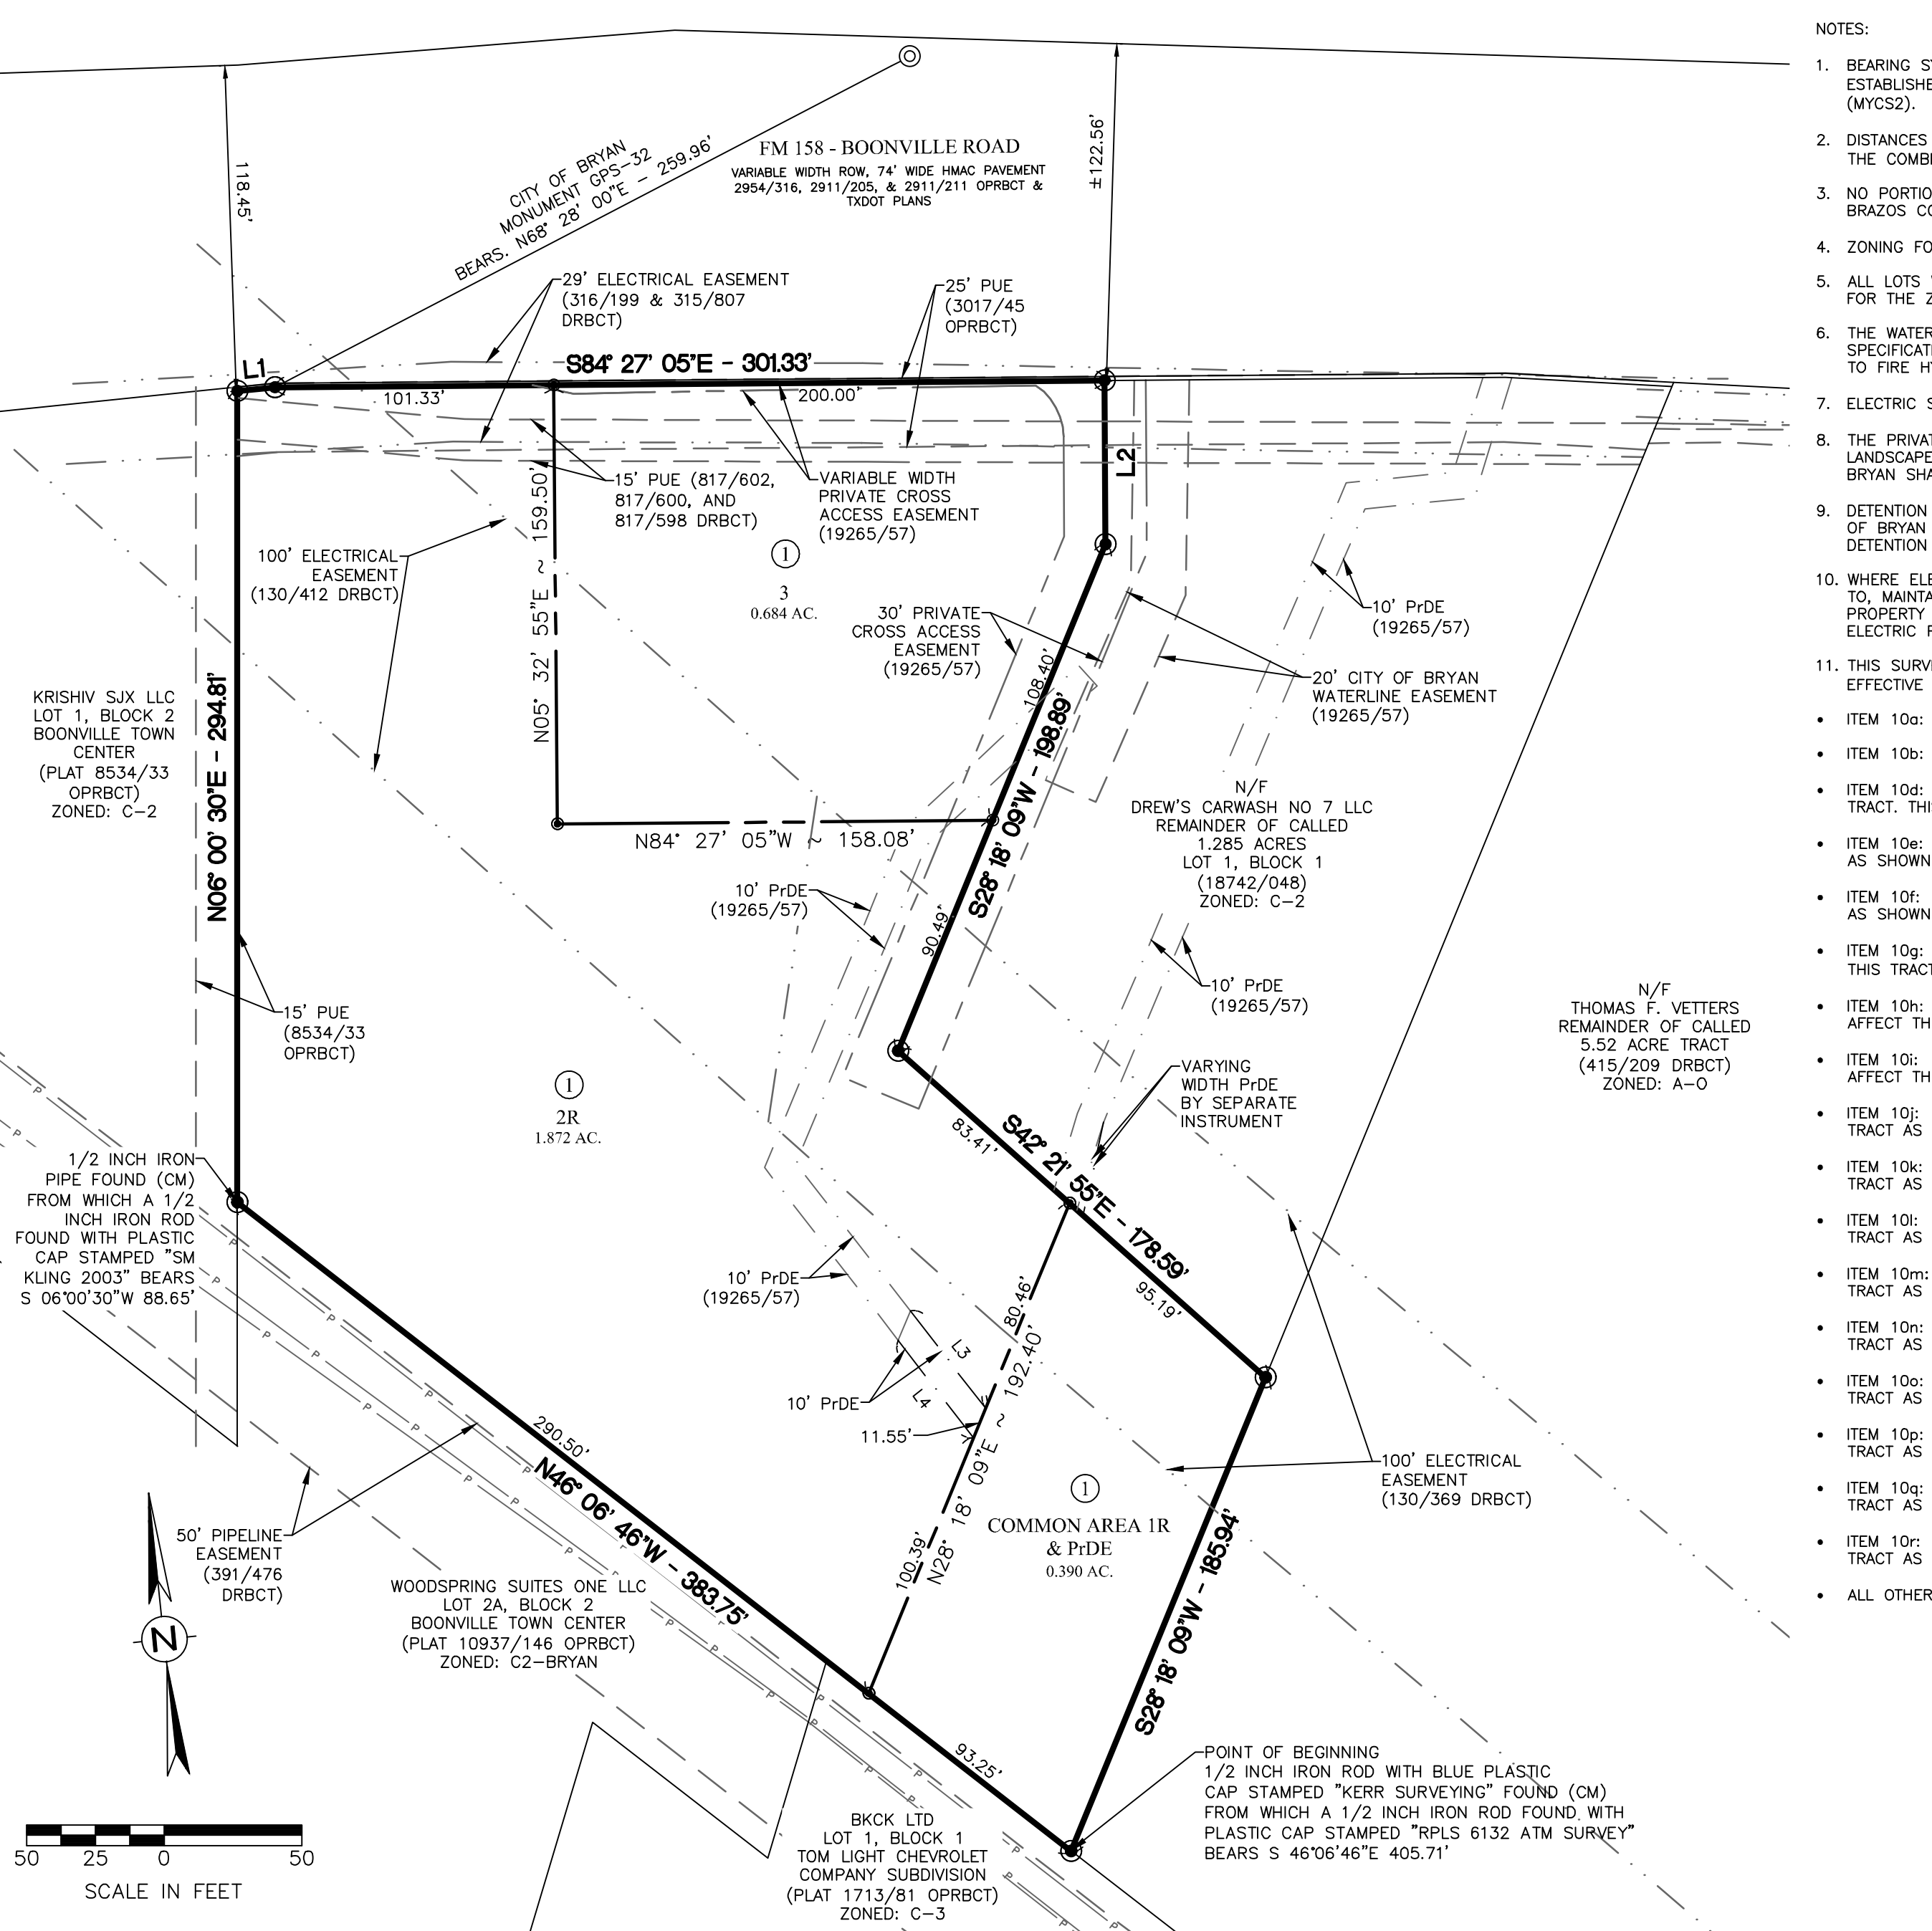 118.45'
CITY OF BRYAN
MONUMENT GPS-32
BEARS. N68° 28' 00"E - 259.96'
FM 158 - BOONVILLE ROAD
VARIABLE WIDTH ROW, 74' WIDE HMAC PAVEMENT
2954/316, 2911/205, & 2911/211 OPRBCT &
TXDOT PLANS
±122.56'
29' ELECTRICAL EASEMENT
(316/199 & 315/807
DRBCT)
25' PUE
(3017/45
OPRBCT)
L1
S84° 27' 05"E - 301.33'
101.33'
200.00'
L2
15' PUE (817/602,
817/600, AND
817/598 DRBCT)
VARIABLE WIDTH
PRIVATE CROSS
ACCESS EASEMENT
(19265/57)
100' ELECTRICAL
EASEMENT
(130/412 DRBCT)
N05° 32' 55"E ~ 159.50'
1
3
0.684 AC.
30' PRIVATE
CROSS ACCESS
EASEMENT
(19265/57)
10' PrDE
(19265/57)
20' CITY OF BRYAN
WATERLINE EASEMENT
(19265/57)
108.40'
S28° 18' 09"W - 198.89'
90.49'
KRISHIV SJX LLC
LOT 1, BLOCK 2
BOONVILLE TOWN
CENTER
(PLAT 8534/33
OPRBCT)
ZONED: C-2
N06° 00' 30"E - 294.81'
N84° 27' 05"W ~ 158.08'
N/F
DREW'S CARWASH NO 7 LLC
REMAINDER OF CALLED
1.285 ACRES
LOT 1, BLOCK 1
(18742/048)
ZONED: C-2
10' PrDE
(19265/57)
10' PrDE
(19265/57)
N/F
THOMAS F. VETTERS
REMAINDER OF CALLED
5.52 ACRE TRACT
(415/209 DRBCT)
ZONED: A-O
15' PUE
(8534/33
OPRBCT)
1
2R
1.872 AC.
VARYING
WIDTH PrDE
BY SEPARATE
INSTRUMENT
83.41'
S42° 21' 55"E - 178.59'
95.19'
1/2 INCH IRON
PIPE FOUND (CM)
FROM WHICH A 1/2
INCH IRON ROD
FOUND WITH PLASTIC
CAP STAMPED "SM
KLING 2003" BEARS
S 06°00'30"W 88.65'
10' PrDE
(19265/57)
80.46'
L3
L4
10' PrDE
11.55'
N28° 18' 09"E ~ 192.40'
100.39'
290.50'
N46° 06' 46"W - 383.75'
93.25'
100' ELECTRICAL
EASEMENT
(130/369 DRBCT)
1
COMMON AREA 1R
& PrDE
0.390 AC.
S28° 18' 09"W - 185.94'
50' PIPELINE
EASEMENT
(391/476
DRBCT)
WOODSPRING SUITES ONE LLC
LOT 2A, BLOCK 2
BOONVILLE TOWN CENTER
(PLAT 10937/146 OPRBCT)
ZONED: C2-BRYAN
N
P P P P P P P P P P P P
BKCK LTD
LOT 1, BLOCK 1
TOM LIGHT CHEVROLET
COMPANY SUBDIVISION
(PLAT 1713/81 OPRBCT)
ZONED: C-3
POINT OF BEGINNING
1/2 INCH IRON ROD WITH BLUE PLASTIC
CAP STAMPED "KERR SURVEYING" FOUND (CM)
FROM WHICH A 1/2 INCH IRON ROD FOUND WITH
PLASTIC CAP STAMPED "RPLS 6132 ATM SURVEY"
BEARS S 46°06'46"E 405.71'
50 25 0 50
SCALE IN FEET
NOTES:
1. BEARING S
ESTABLISHE
(MYCS2).
2. DISTANCES
THE COMB
3. NO PORTIO
BRAZOS CO
4. ZONING FO
5. ALL LOTS
FOR THE
6. THE WATER
SPECIFICAT
TO FIRE H
7. ELECTRIC S
8. THE PRIVAT
LANDSCAPE
BRYAN SHA
9. DETENTION
OF BRYAN
DETENTION
10. WHERE ELE
TO, MAINTA
PROPERTY
ELECTRIC
11. THIS SURV
EFFECTIVE
• ITEM 10a:
• ITEM 10b:
• ITEM 10d:
TRACT. THI
• ITEM 10e:
AS SHOWN
• ITEM 10f:
AS SHOWN
• ITEM 10g:
THIS TRACT
• ITEM 10h:
AFFECT TH
• ITEM 10i:
AFFECT TH
• ITEM 10j:
TRACT AS
• ITEM 10k:
TRACT AS
• ITEM 10l:
TRACT AS
• ITEM 10m:
TRACT AS
• ITEM 10n:
TRACT AS
• ITEM 10o:
TRACT AS
• ITEM 10p:
TRACT AS
• ITEM 10q:
TRACT AS
• ITEM 10r:
TRACT AS
• ALL OTHER